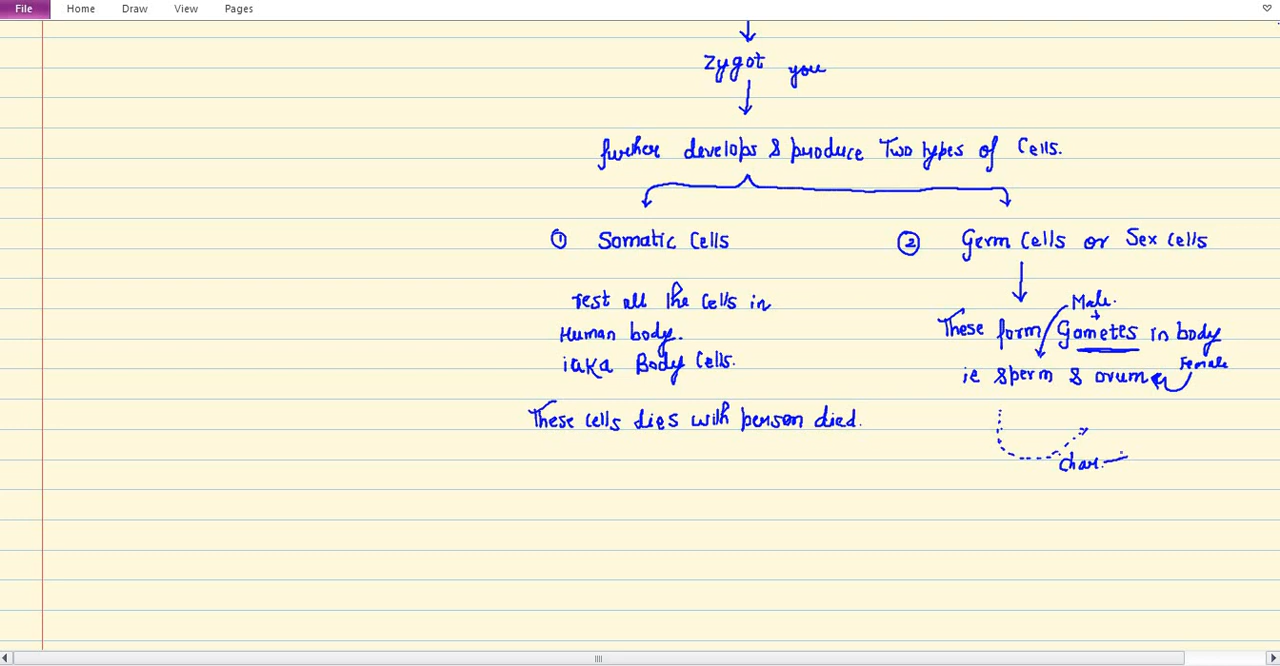 File Home Draw View Pages
Zygot you
further develops & produce Two types of Cells.
① Somatic Cells
② Germ Cells or Sex cells
rest all the cells in
Human body.
i.aka Body Cells.
Male.
These form Gametes in body
ie sperm & ovum
Female
These cells dies with person died.
Char.